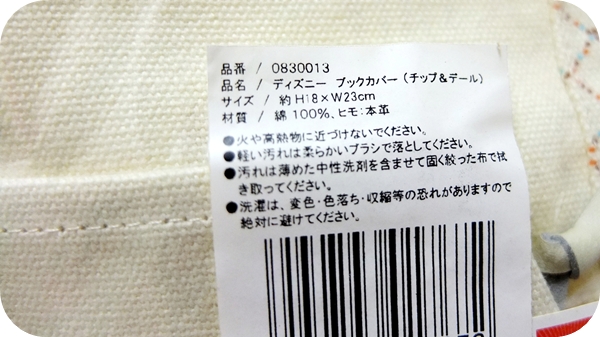 品番 / 0830013
品名 / ディズニー ブックカバー (チップ&デール)
サイズ / 約 H18×W23cm
材質 / 綿 100%、ヒモ:本革
●火や高熱物に近づけないでください。
●軽い汚れは柔らかいブラシで落としてください。
●汚れは薄めた中性洗剤を含ませて固く絞った布で拭
き取ってください。
●洗濯は、変色・色落ち・収縮等の恐れがありますので
絶対に避けてください。